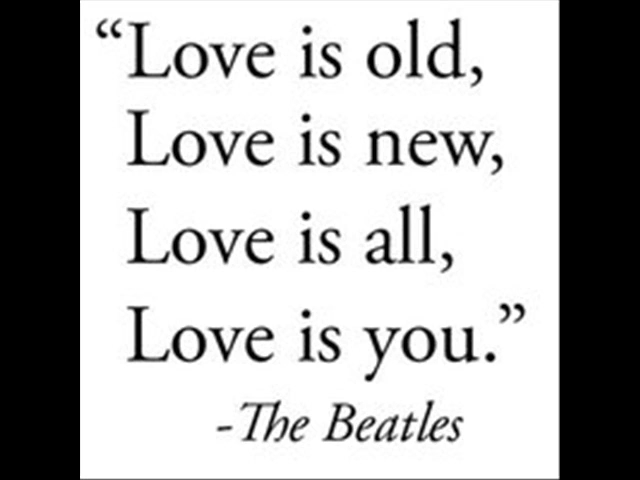 “Love is old,
Love is new,
Love is all,
Love is you.”
-The Beatles